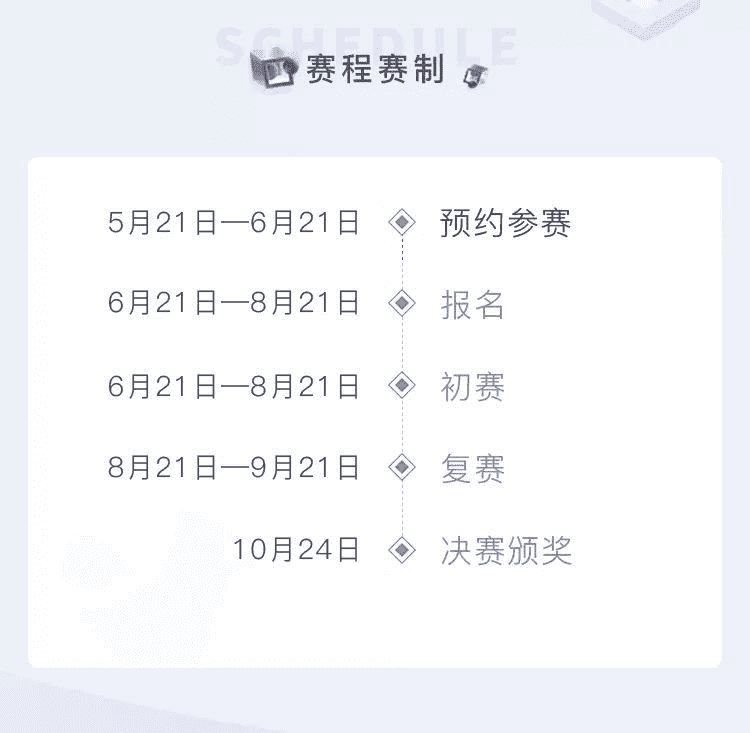 SCHEDULE
赛程赛制
5月21日—6月21日 预约参赛
6月21日—8月21日 报名
6月21日—8月21日 初赛
8月21日—9月21日 复赛
10月24日 决赛颁奖